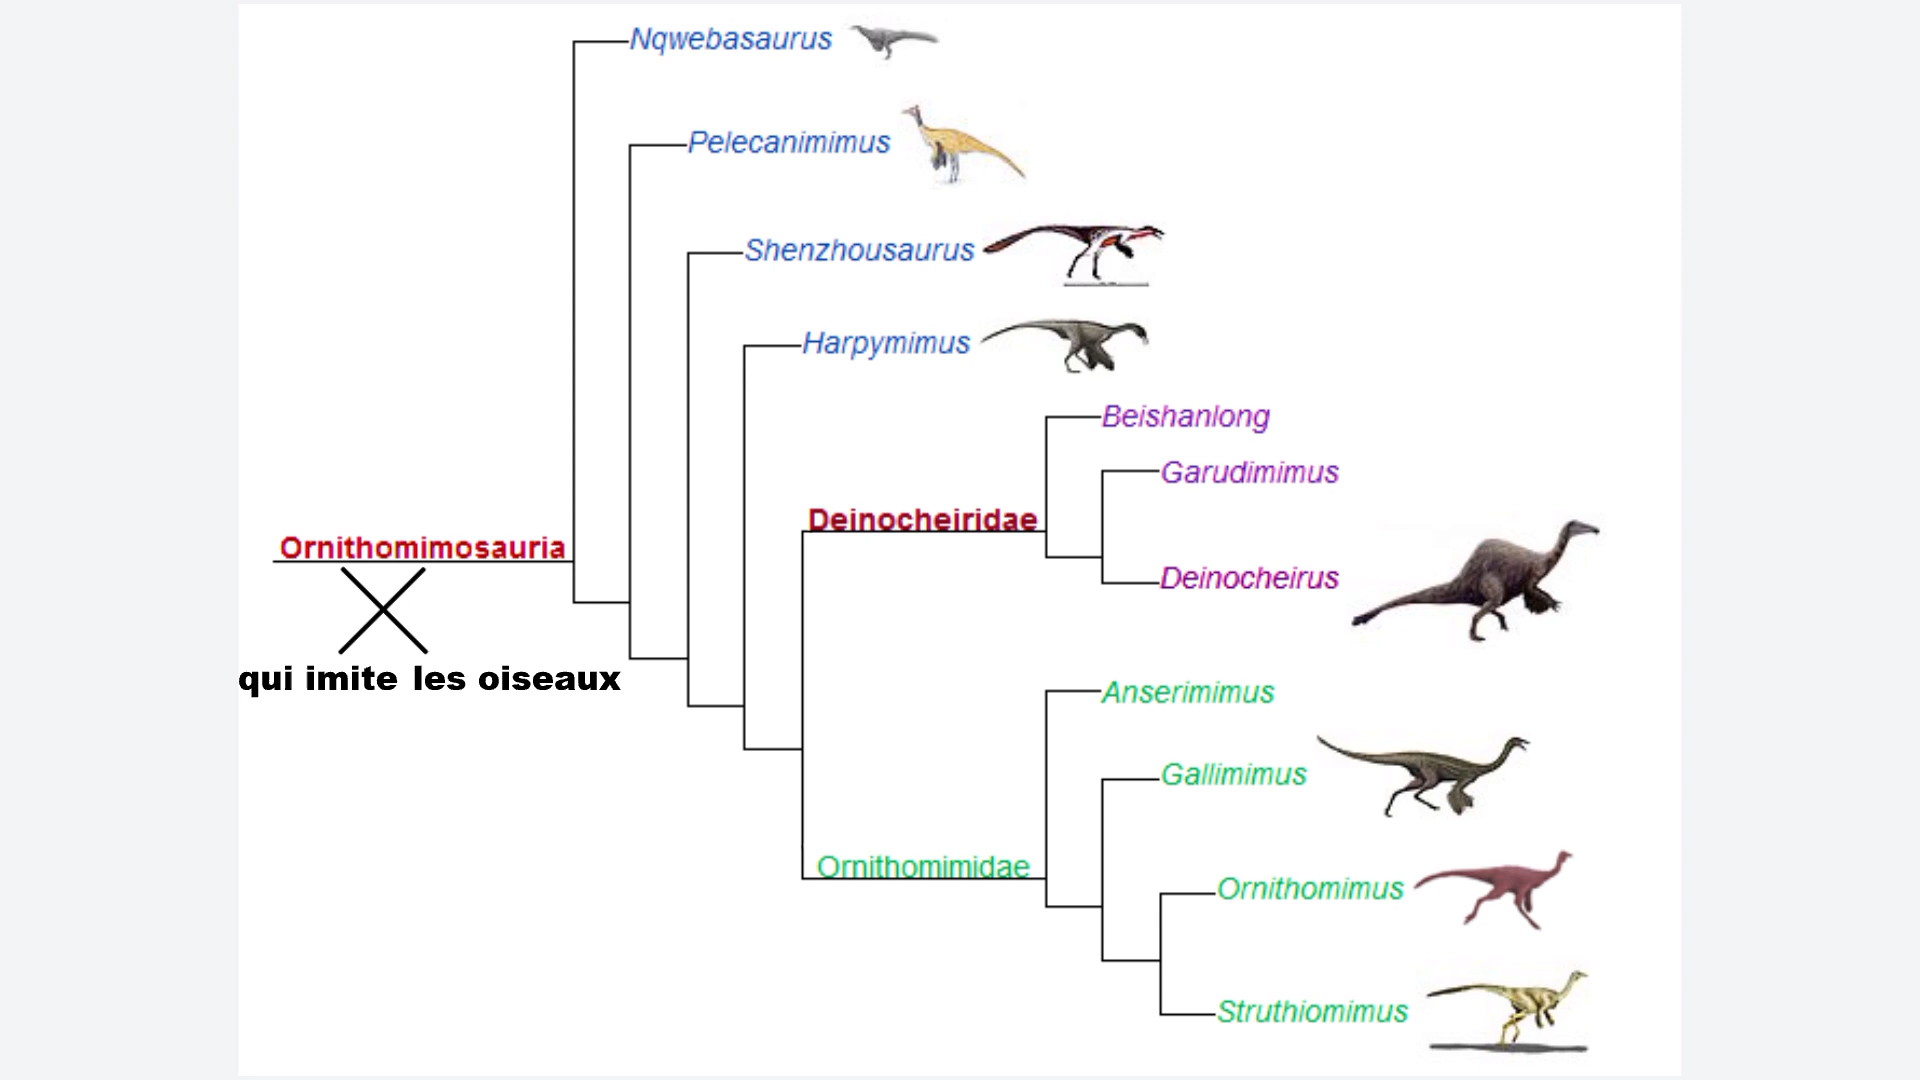 Nqwebasaurus
Pelecanimimus
Shenzhousaurus
Harpymimus
Beishanlong
Garudimimus
Deinocheiridae
Ornithomimosauria
Deinocheirus
qui imite les oiseaux
Anserimimus
Gallimimus
Ornithomimidae
Ornithomimus
Struthiomimus